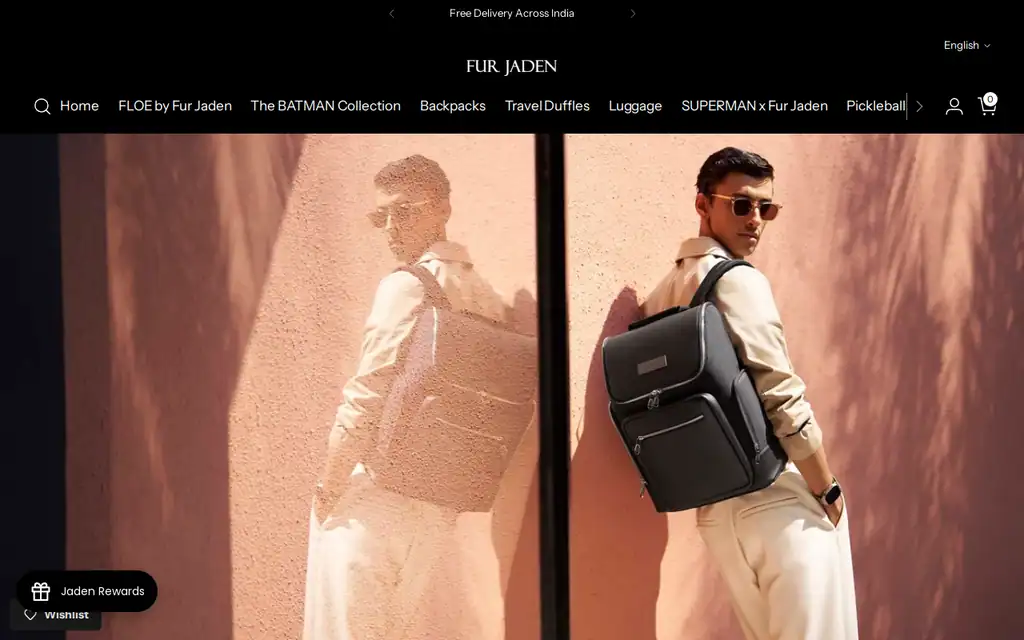 Free Delivery Across India
English
FUR JADEN
Home FLOE by Fur Jaden The BATMAN Collection Backpacks Travel Duffles Luggage SUPERMAN x Fur Jaden Pickleball
0
Jaden Rewards
Wishlist